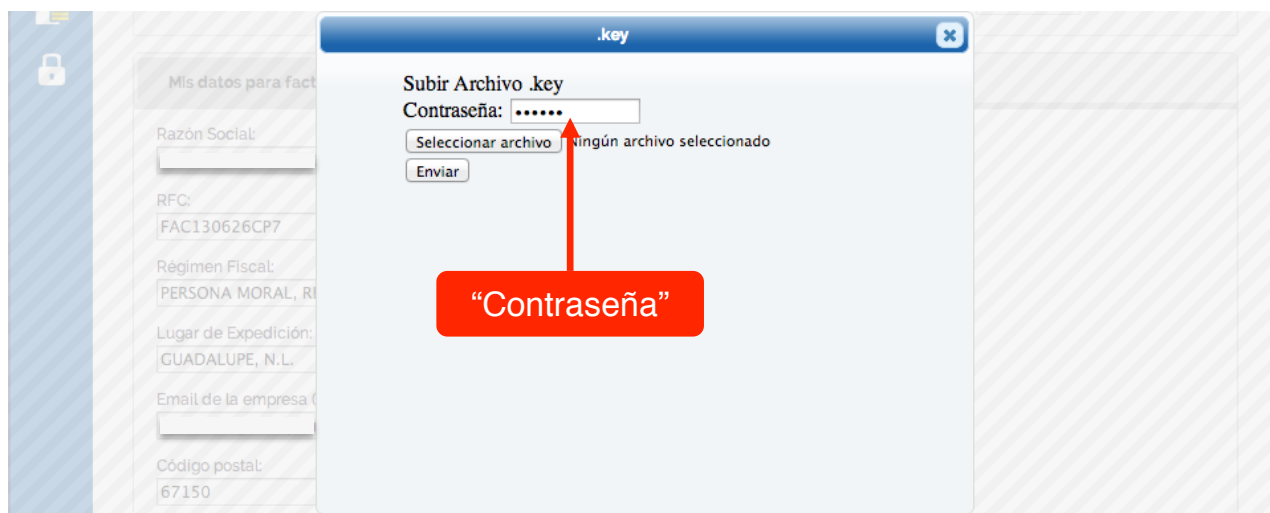 .key
Subir Archivo .key
Contraseña: ••••••
Seleccionar archivo Ningún archivo seleccionado
Enviar
“Contraseña”
Mis datos para fact
Razón Social:
RFC:
FAC130626CP7
Régimen Fiscal:
PERSONA MORAL, R
Lugar de Expedición:
GUADALUPE, N.L.
Email de la empresa (
Código postal:
67150